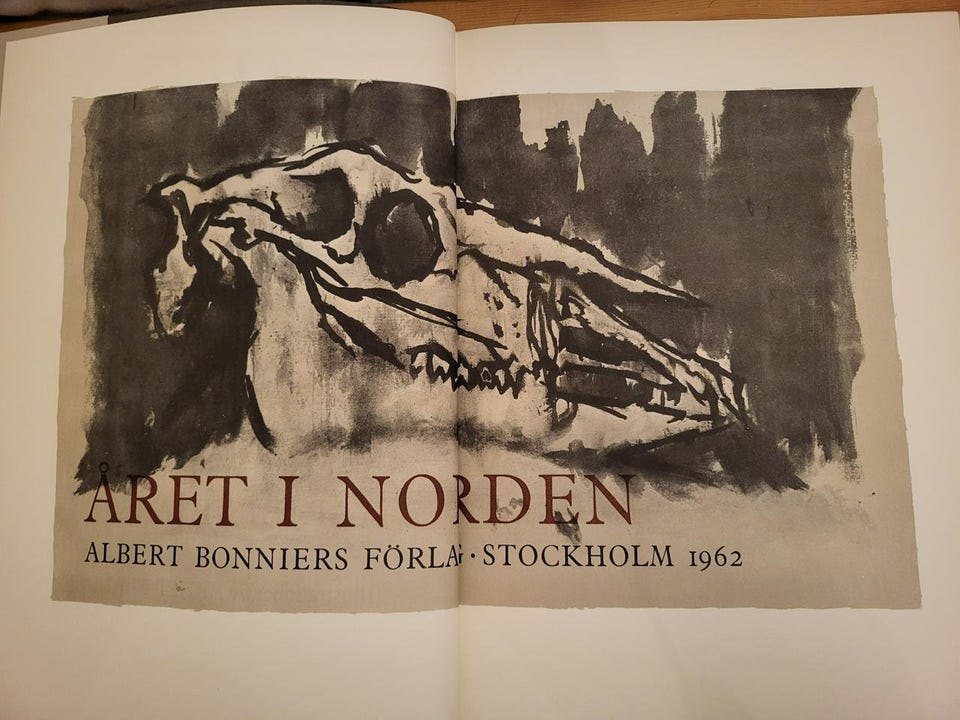 ÅRET I NORDEN
ALBERT BONNIERS FÖRLAG · STOCKHOLM 1962